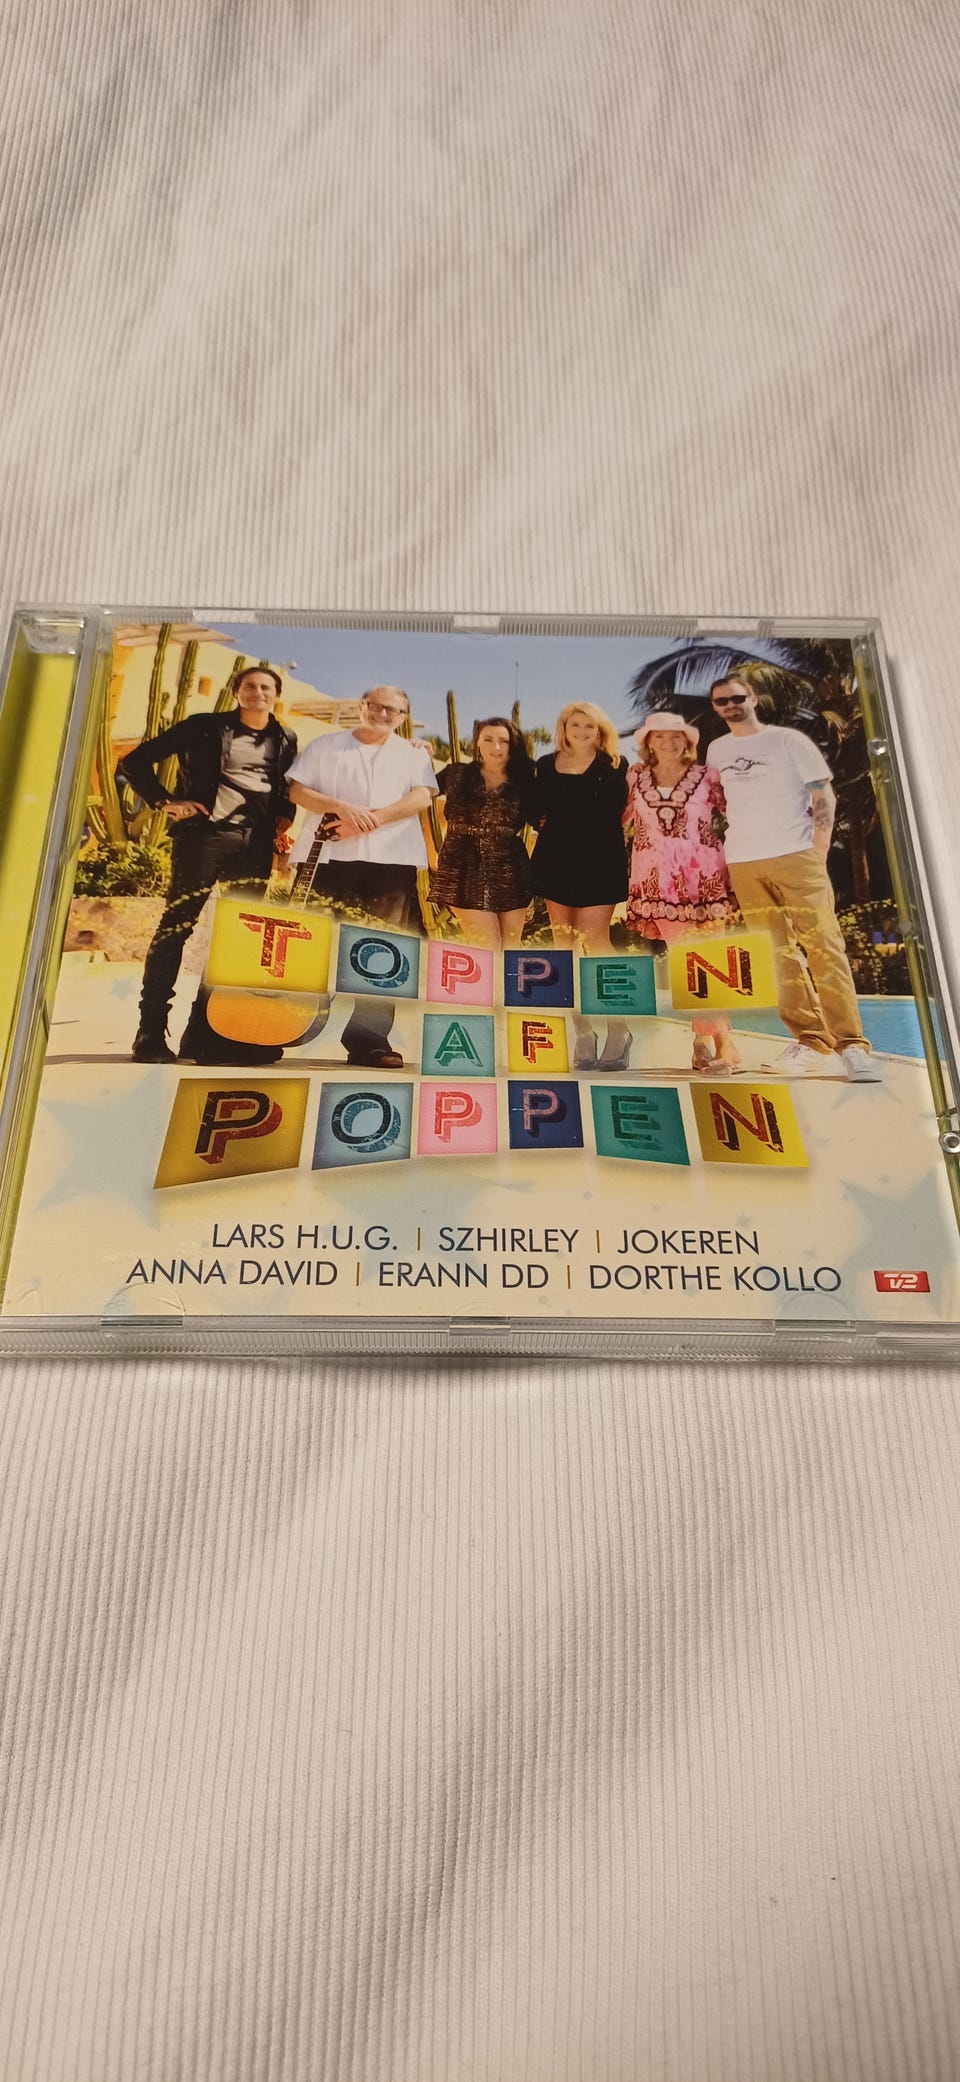 TOPPEN
AF
POPPEN
LARS H.U.G. | SZHIRLEY | JOKEREN
ANNA DAVID | ERANN DD | DORTHE KOLLO
TV2